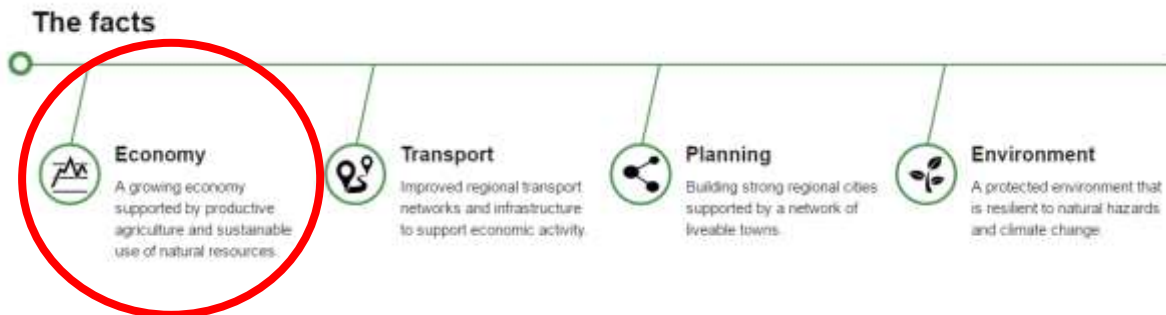 The facts
Economy
A growing economy
supported by productive
agriculture and sustainable
use of natural resources.
Transport
Improved regional transport
networks and infrastructure
to support economic activity.
Planning
Building strong regional cities
supported by a network of
liveable towns.
Environment
A protected environment that
is resilient to natural hazards
and climate change.